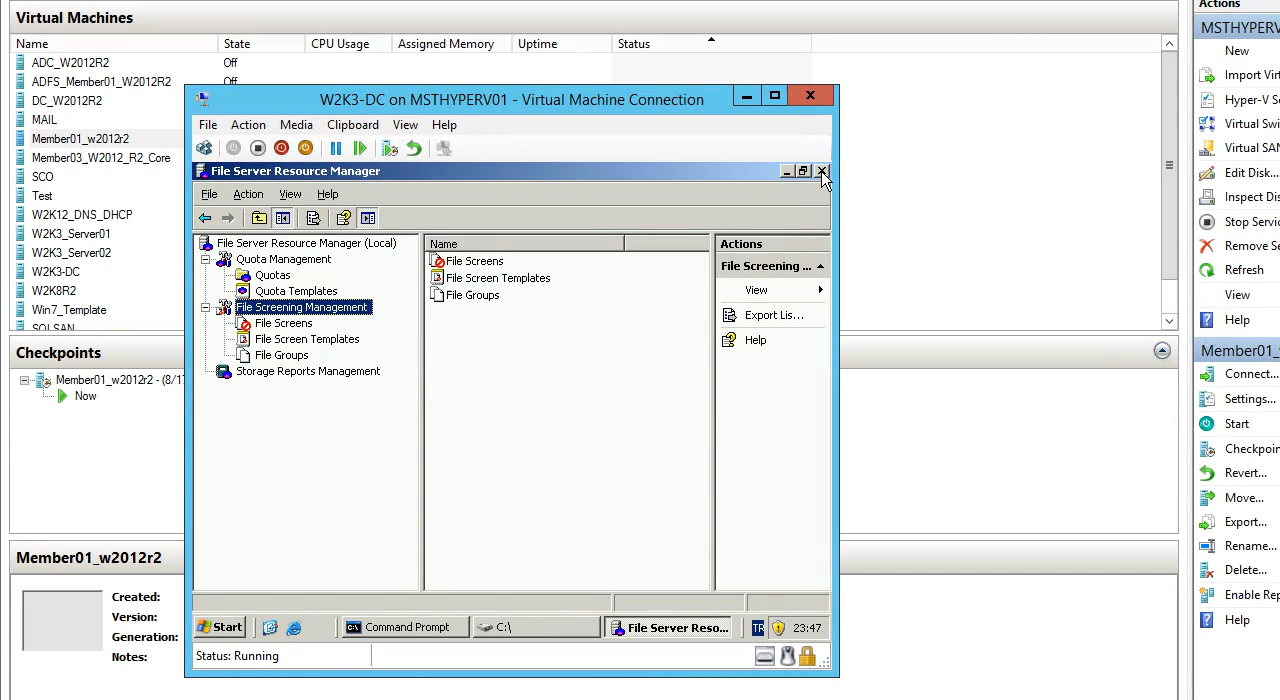 Virtual Machines
Name State CPU Usage Assigned Memory Uptime Status
ADC_W2012R2 Off
ADFS_Member01_W2012R2 Off
DC_W2012R2
MAIL
Member01_w2012r2
Member03_W2012_R2_Core
SCO
Test
W2K12_DNS_DHCP
W2K3_Server01
W2K3_Server02
W2K3-DC
W2K8R2
Win7_Template
SOLSAN
Checkpoints
Member01_w2012r2 - (8/1
Now
Member01_w2012r2
Created:
Version:
Generation:
Notes:
W2K3-DC on MSTHYPERV01 - Virtual Machine Connection
File Action Media Clipboard View Help
File Server Resource Manager
File Action View Help
File Server Resource Manager (Local)
Quota Management
Quotas
Quota Templates
File Screening Management
File Screens
File Screen Templates
File Groups
Storage Reports Management
Name
File Screens
File Screen Templates
File Groups
Actions
File Screening ...
View
Export Lis...
Help
Start Command Prompt C:\ File Server Reso... TR 23:47
Status: Running
Actions
MSTHYPERV
New
Import Virt
Hyper-V Se
Virtual Swi
Virtual SAN
Edit Disk...
Inspect Dis
Stop Servic
Remove Se
Refresh
View
Help
Member01_
Connect...
Settings...
Start
Checkpoin
Revert...
Move...
Export...
Rename...
Delete...
Enable Rep
Help